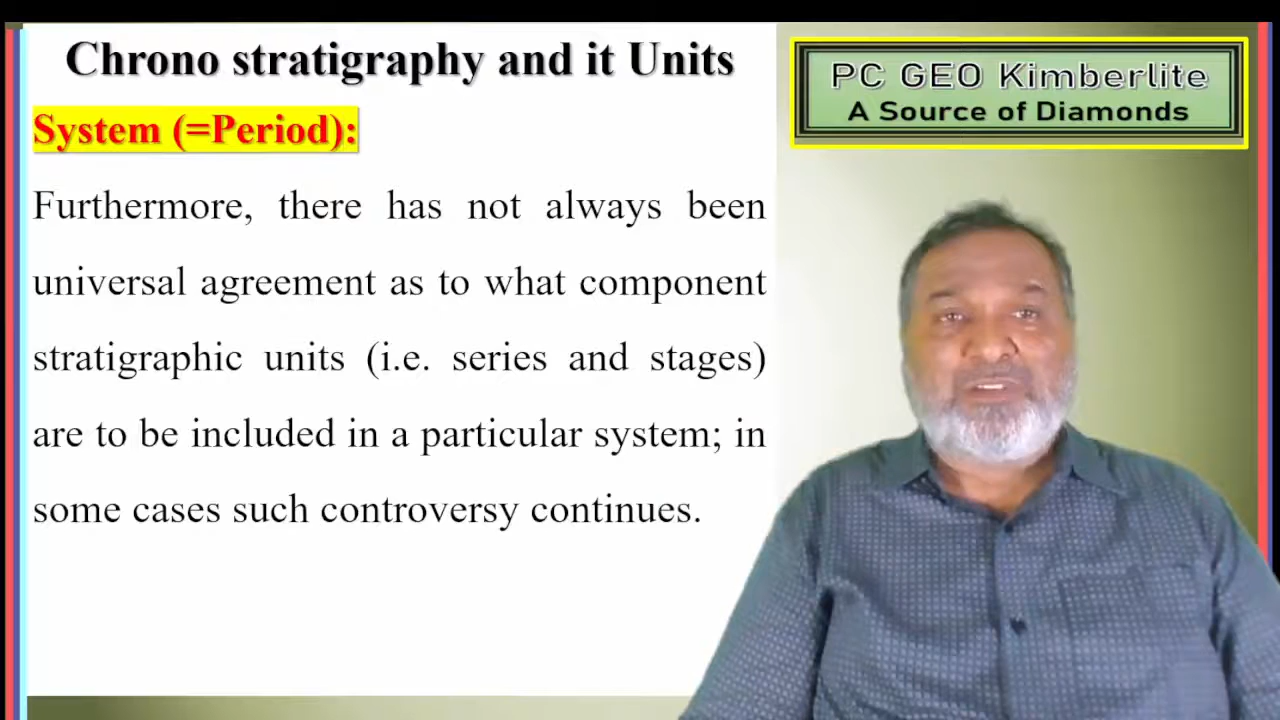 Chrono stratigraphy and it Units
PC GEO Kimberlite
A Source of Diamonds
System (=Period):
Furthermore, there has not always been
universal agreement as to what component
stratigraphic units (i.e. series and stages)
are to be included in a particular system; in
some cases such controversy continues.